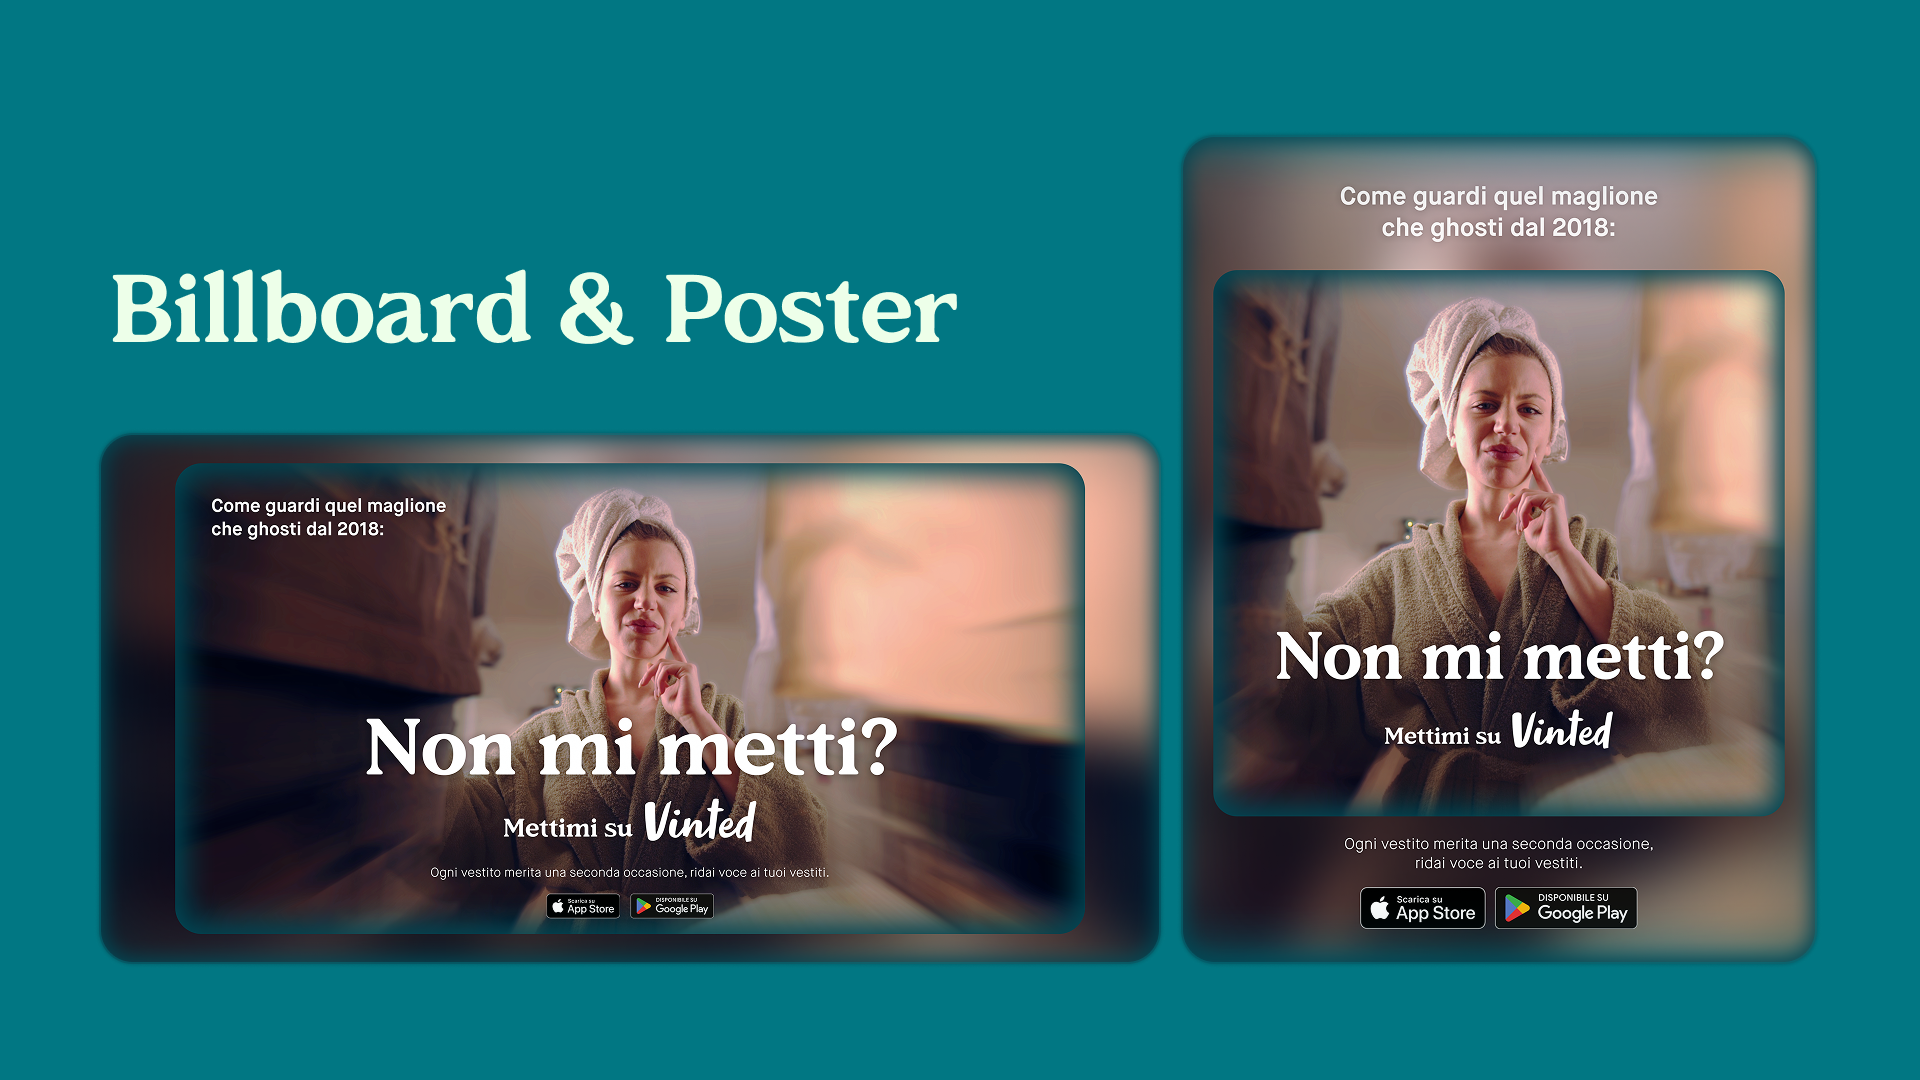 Billboard & Poster
Come guardi quel maglione
che ghosti dal 2018:
Non mi metti?
Mettimi su Vinted
Ogni vestito merita una seconda occasione, ridai voce ai tuoi vestiti.
Scarica su
App Store
DISPONIBILE SU
Google Play
Come guardi quel maglione
che ghosti dal 2018:
Non mi metti?
Mettimi su Vinted
Ogni vestito merita una seconda occasione,
ridai voce ai tuoi vestiti.
Scarica su
App Store
DISPONIBILE SU
Google Play